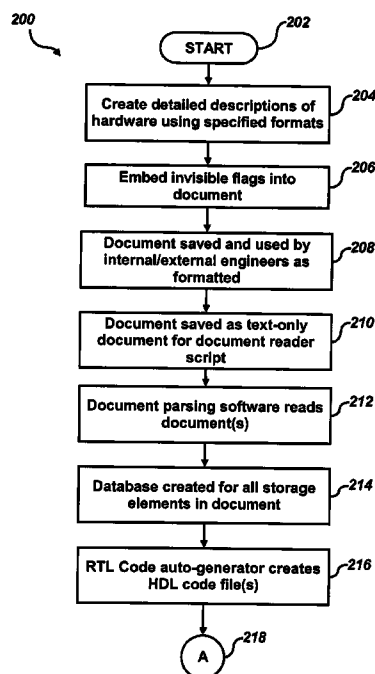 200
START
202
Create detailed descriptions of
hardware using specified formats
204
Embed invisible flags into
document
206
Document saved and used by
internal/external engineers as
formatted
208
Document saved as text-only
document for document reader
script
210
Document parsing software reads
document(s)
212
Database created for all storage
elements in document
214
RTL Code auto-generator creates
HDL code file(s)
216
A
218